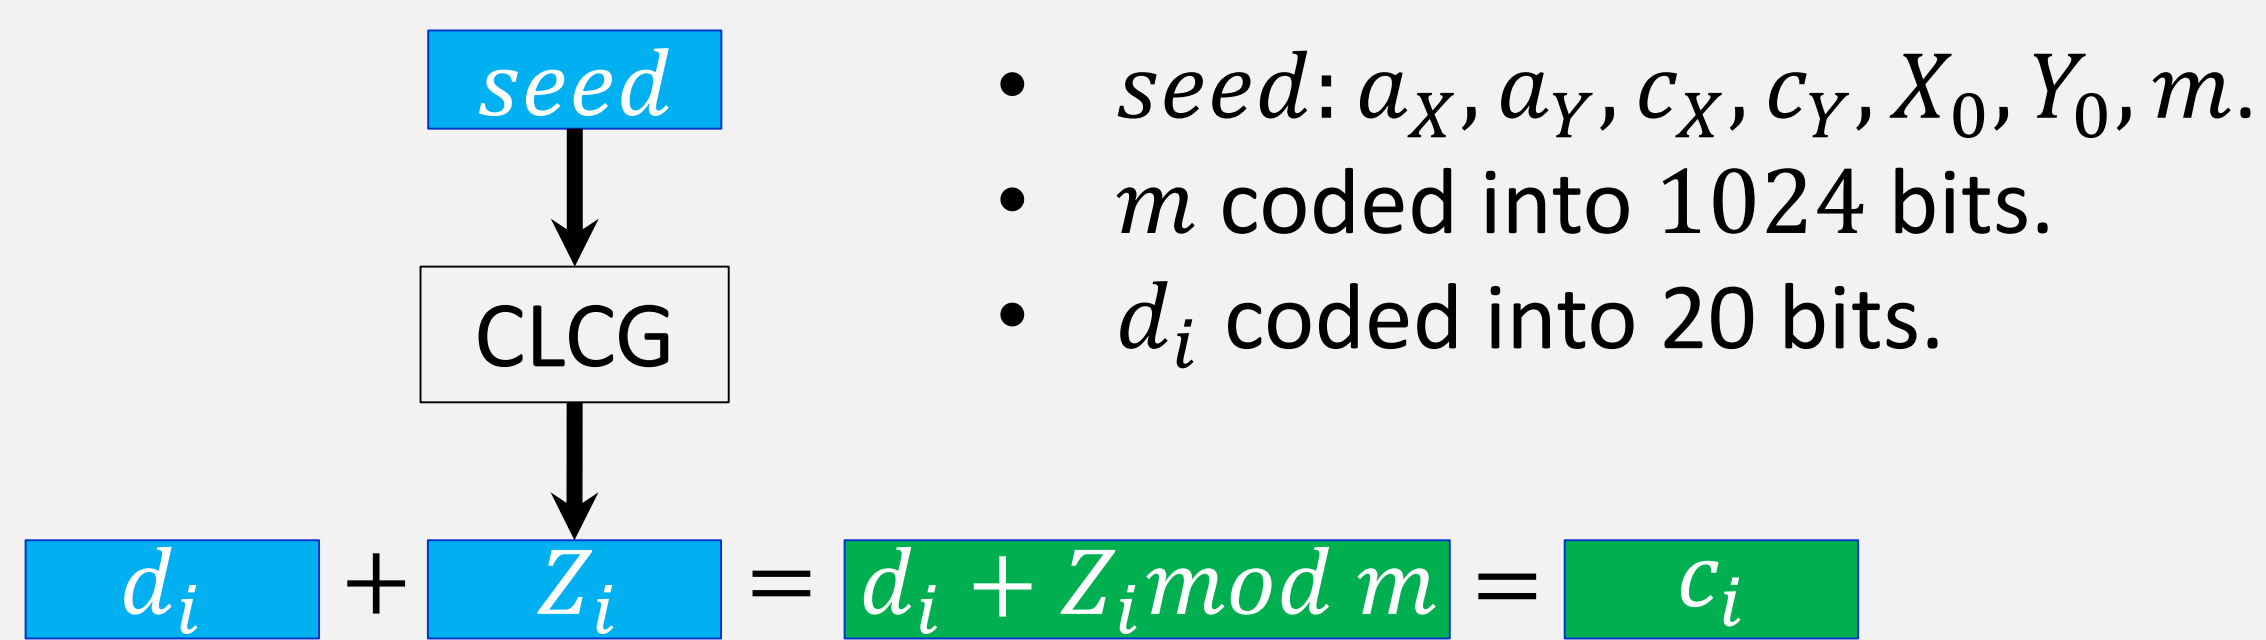 seed
• seed: a_X, a_Y, c_X, c_Y, X_0, Y_0, m.
• m coded into 1024 bits.
CLCG
• d_i coded into 20 bits.
d_i + Z_i = d_i + Z_i mod m = c_i